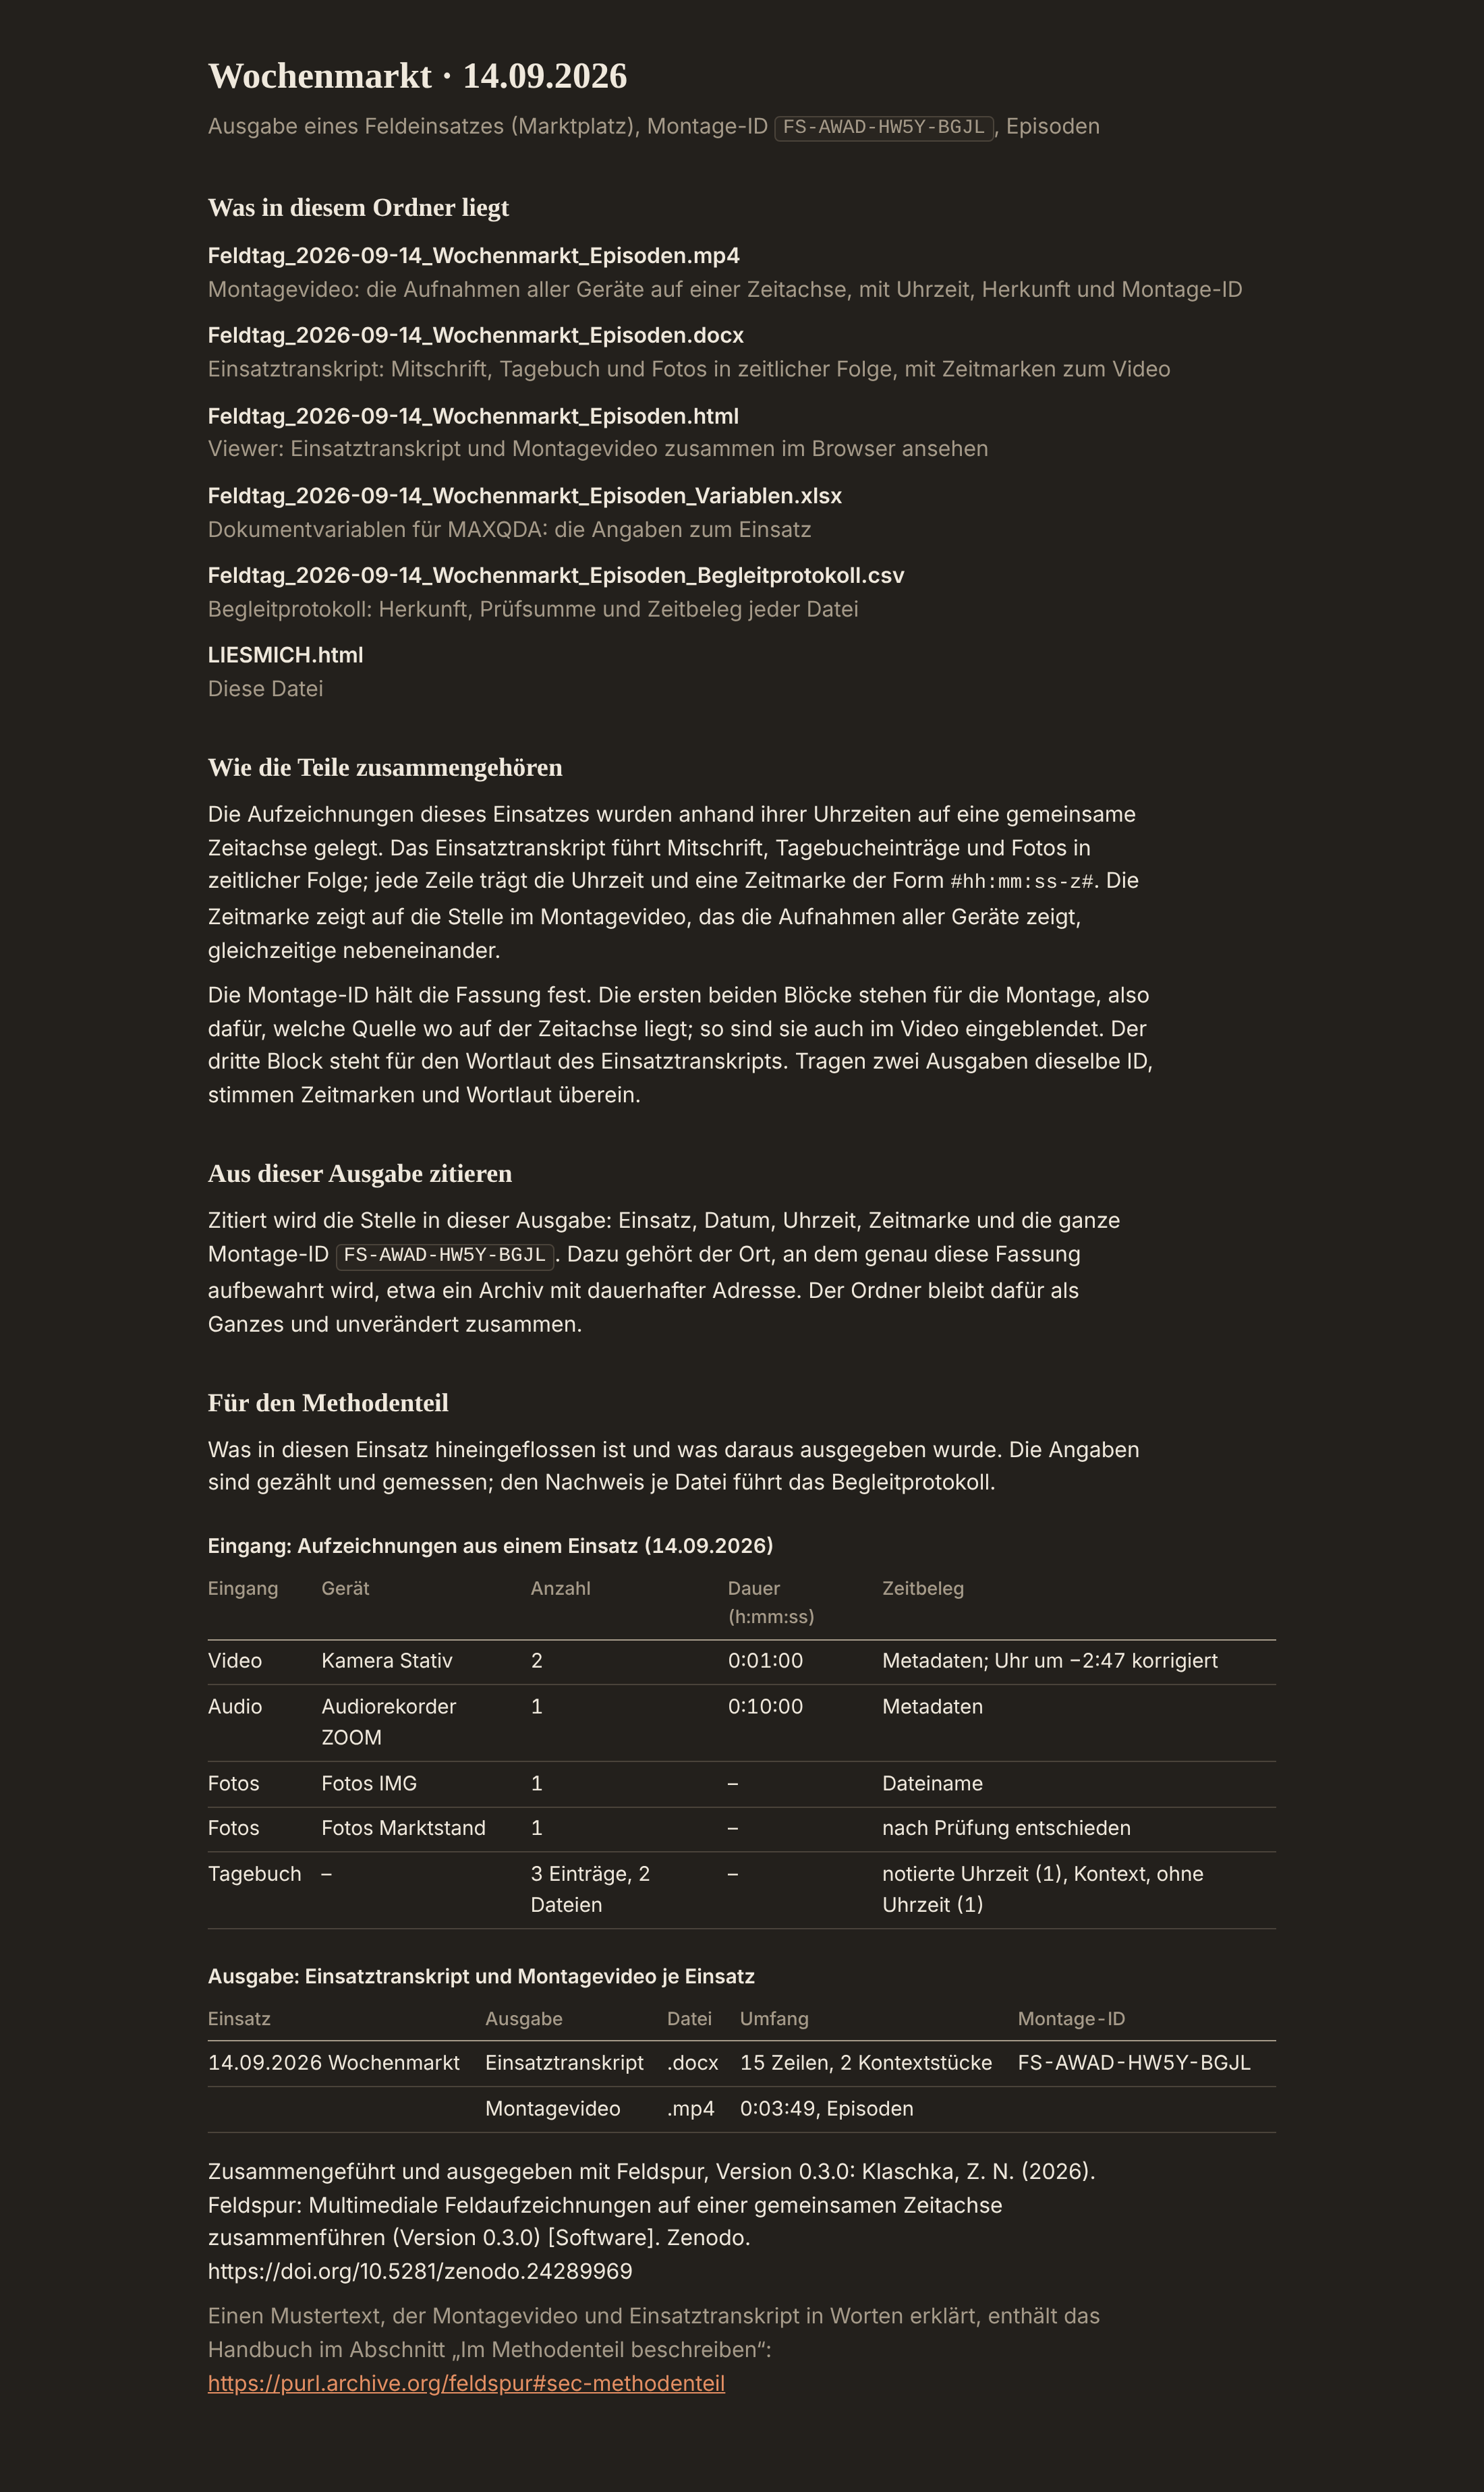 Wochenmarkt · 14.09.2026
Ausgabe eines Feldeinsatzes (Marktplatz), Montage-ID FS-AWAD-HW5Y-BGJL, Episoden
Was in diesem Ordner liegt
Feldtag_2026-09-14_Wochenmarkt_Episoden.mp4
Montagevideo: die Aufnahmen aller Geräte auf einer Zeitachse, mit Uhrzeit, Herkunft und Montage-ID
Feldtag_2026-09-14_Wochenmarkt_Episoden.docx
Einsatztranskript: Mitschrift, Tagebuch und Fotos in zeitlicher Folge, mit Zeitmarken zum Video
Feldtag_2026-09-14_Wochenmarkt_Episoden.html
Viewer: Einsatztranskript und Montagevideo zusammen im Browser ansehen
Feldtag_2026-09-14_Wochenmarkt_Episoden_Variablen.xlsx
Dokumentvariablen für MAXQDA: die Angaben zum Einsatz
Feldtag_2026-09-14_Wochenmarkt_Episoden_Begleitprotokoll.csv
Begleitprotokoll: Herkunft, Prüfsumme und Zeitbeleg jeder Datei
LIESMICH.html
Diese Datei
Wie die Teile zusammengehören
Die Aufzeichnungen dieses Einsatzes wurden anhand ihrer Uhrzeiten auf eine gemeinsame
Zeitachse gelegt. Das Einsatztranskript führt Mitschrift, Tagebucheinträge und Fotos in
zeitlicher Folge; jede Zeile trägt die Uhrzeit und eine Zeitmarke der Form #hh:mm:ss-z#. Die
Zeitmarke zeigt auf die Stelle im Montagevideo, das die Aufnahmen aller Geräte zeigt,
gleichzeitige nebeneinander.
Die Montage-ID hält die Fassung fest. Die ersten beiden Blöcke stehen für die Montage, also
dafür, welche Quelle wo auf der Zeitachse liegt; so sind sie auch im Video eingeblendet. Der
dritte Block steht für den Wortlaut des Einsatztranskripts. Tragen zwei Ausgaben dieselbe ID,
stimmen Zeitmarken und Wortlaut überein.
Aus dieser Ausgabe zitieren
Zitiert wird die Stelle in dieser Ausgabe: Einsatz, Datum, Uhrzeit, Zeitmarke und die ganze
Montage-ID FS-AWAD-HW5Y-BGJL. Dazu gehört der Ort, an dem genau diese Fassung
aufbewahrt wird, etwa ein Archiv mit dauerhafter Adresse. Der Ordner bleibt dafür als
Ganzes und unverändert zusammen.
Für den Methodenteil
Was in diesen Einsatz hineingeflossen ist und was daraus ausgegeben wurde. Die Angaben
sind gezählt und gemessen; den Nachweis je Datei führt das Begleitprotokoll.
Eingang: Aufzeichnungen aus einem Einsatz (14.09.2026)
Eingang Gerät Anzahl Dauer (h:mm:ss) Zeitbeleg
Video Kamera Stativ 2 0:01:00 Metadaten; Uhr um −2:47 korrigiert
Audio Audiorekorder ZOOM 1 0:10:00 Metadaten
Fotos Fotos IMG 1 – Dateiname
Fotos Fotos Marktstand 1 – nach Prüfung entschieden
Tagebuch – 3 Einträge, 2 Dateien – notierte Uhrzeit (1), Kontext, ohne Uhrzeit (1)
Ausgabe: Einsatztranskript und Montagevideo je Einsatz
Einsatz Ausgabe Datei Umfang Montage-ID
14.09.2026 Wochenmarkt Einsatztranskript .docx 15 Zeilen, 2 Kontextstücke FS-AWAD-HW5Y-BGJL
Montagevideo .mp4 0:03:49, Episoden
Zusammengeführt und ausgegeben mit Feldspur, Version 0.3.0: Klaschka, Z. N. (2026).
Feldspur: Multimediale Feldaufzeichnungen auf einer gemeinsamen Zeitachse
zusammenführen (Version 0.3.0) [Software]. Zenodo.
https://doi.org/10.5281/zenodo.24289969
Einen Mustertext, der Montagevideo und Einsatztranskript in Worten erklärt, enthält das
Handbuch im Abschnitt „Im Methodenteil beschreiben“:
https://purl.archive.org/feldspur#sec-methodenteil